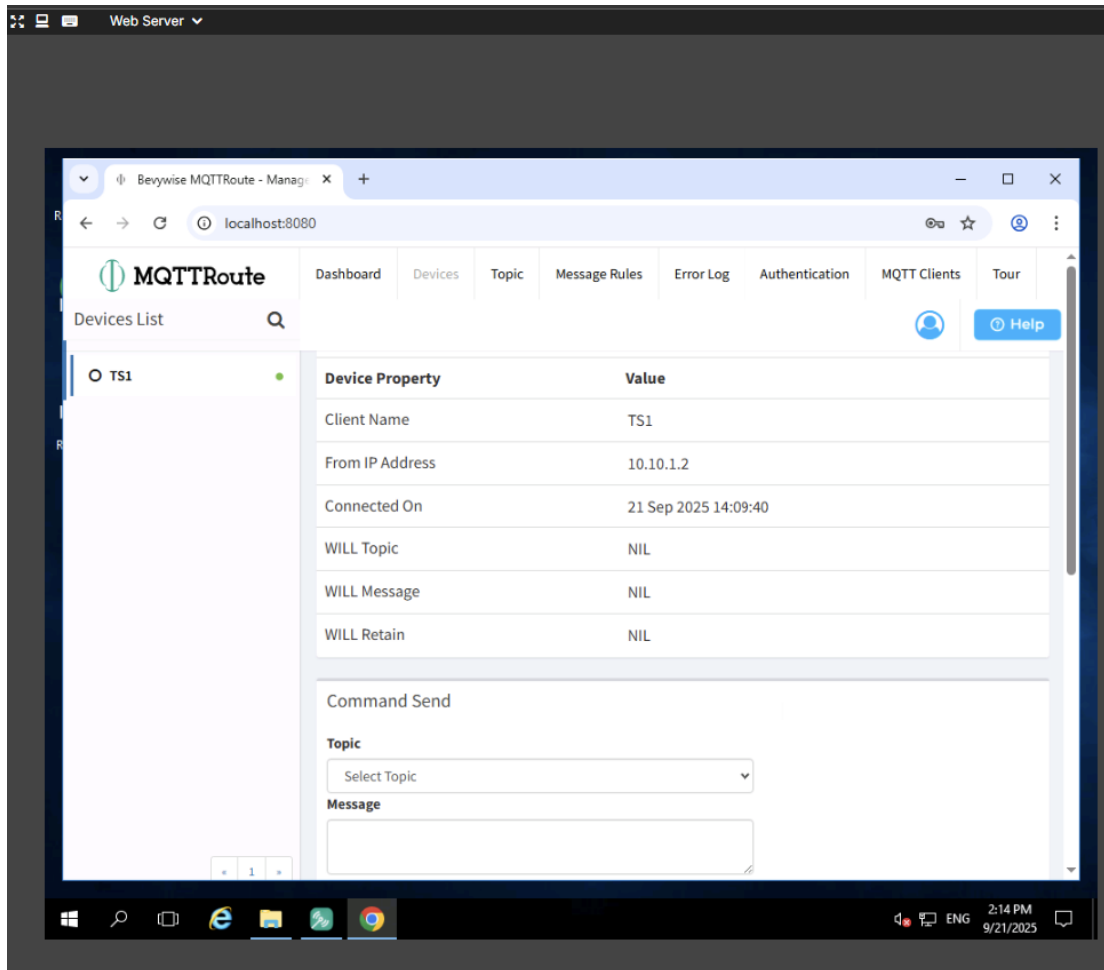 Web Server
Bevywise MQTTRoute - Manage
localhost:8080
MQTTRoute
Dashboard
Devices
Topic
Message Rules
Error Log
Authentication
MQTT Clients
Tour
Devices List
Help
TS1
Device Property Value
Client Name TS1
From IP Address 10.10.1.2
Connected On 21 Sep 2025 14:09:40
WILL Topic NIL
WILL Message NIL
WILL Retain NIL
Command Send
Topic
Select Topic
Message
« 1 »
ENG
2:14 PM
9/21/2025